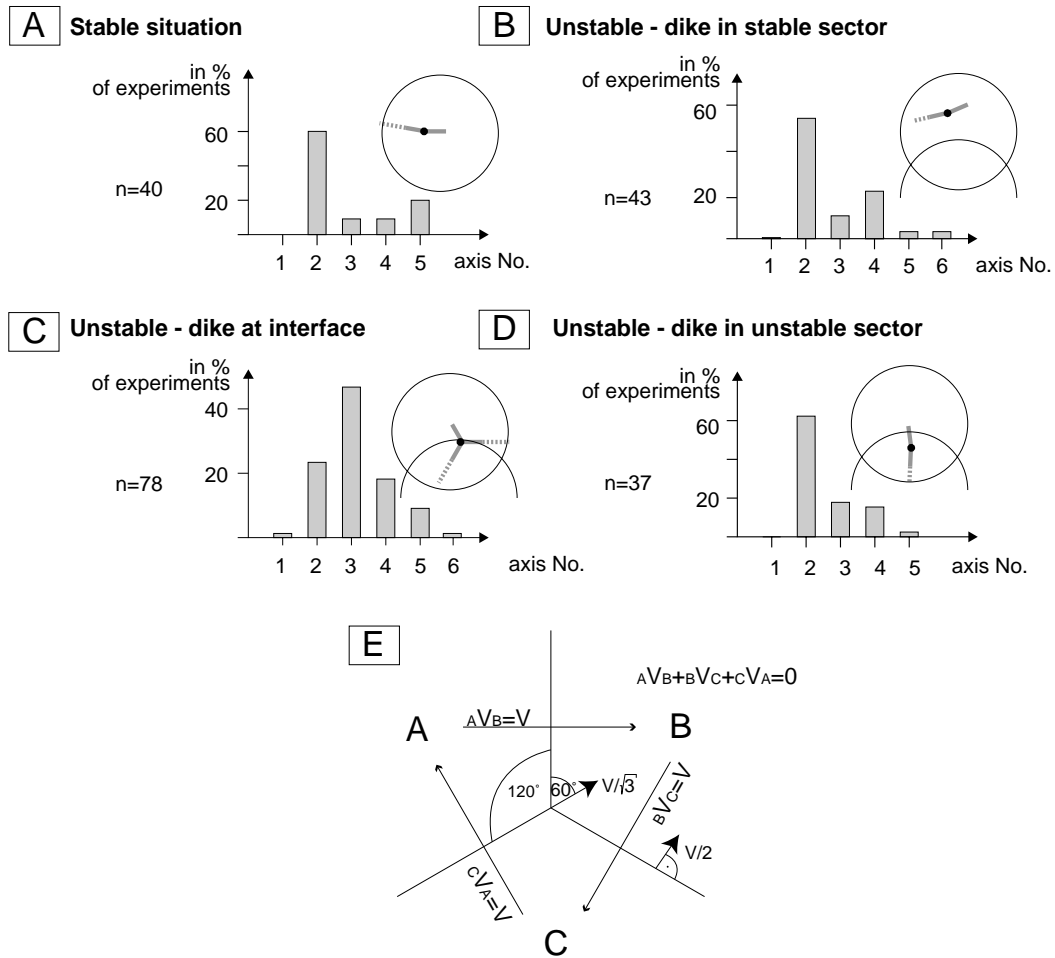 A Stable situation
in %
of experiments
60
20
n=40
1 2 3 4 5 axis No.
B Unstable - dike in stable sector
in %
of experiments
60
20
n=43
1 2 3 4 5 6 axis No.
C Unstable - dike at interface
in %
of experiments
40
20
n=78
1 2 3 4 5 6 axis No.
D Unstable - dike in unstable sector
in %
of experiments
60
20
n=37
1 2 3 4 5 axis No.
E
AVB+BVC+CVA=0
AVB=V
A
B
120° 60° V/√3
BVC=V
V/2
CVA=V
C